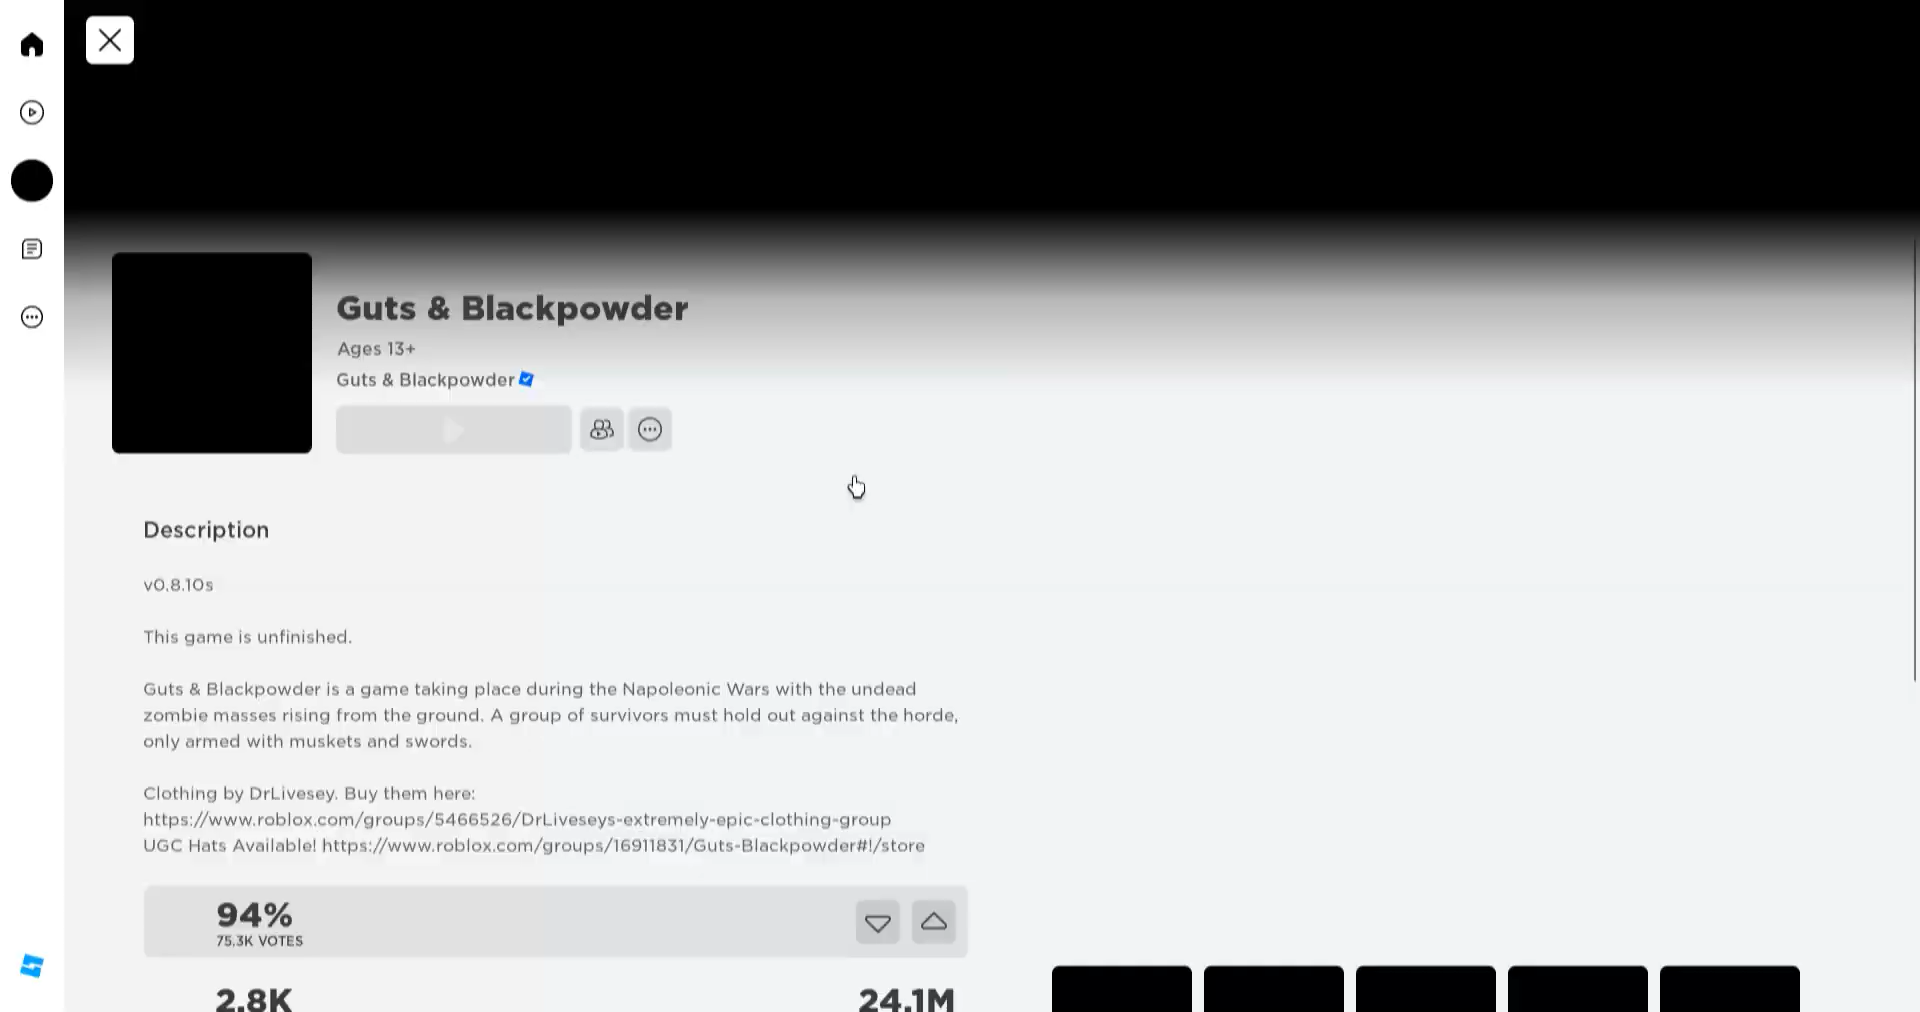 Guts & Blackpowder
Ages 13+
Guts & Blackpowder
Description
v0.8.10s
This game is unfinished.
Guts & Blackpowder is a game taking place during the Napoleonic Wars with the undead
zombie masses rising from the ground. A group of survivors must hold out against the horde,
only armed with muskets and swords.
Clothing by DrLivesey. Buy them here:
https://www.roblox.com/groups/5466526/DrLiveseys-extremely-epic-clothing-group
UGC Hats Available! https://www.roblox.com/groups/16911831/Guts-Blackpowder#!/store
94%
75.3K VOTES
2.8K
24.1M